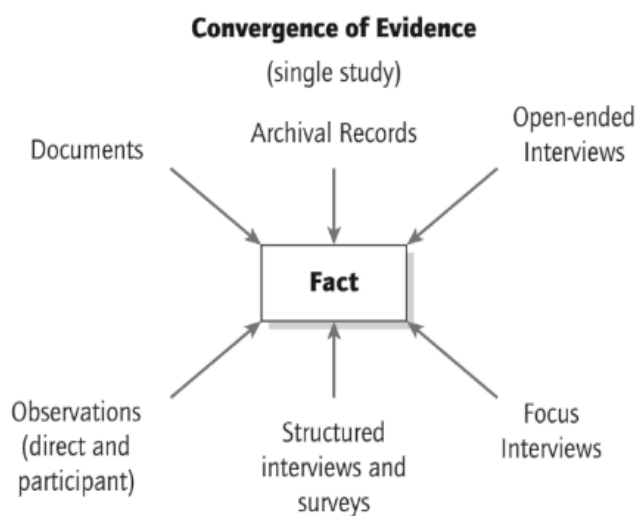 Convergence of Evidence
(single study)
Documents
Archival Records
Open-ended
Interviews
Fact
Observations
(direct and
participant)
Structured
interviews and
surveys
Focus
Interviews